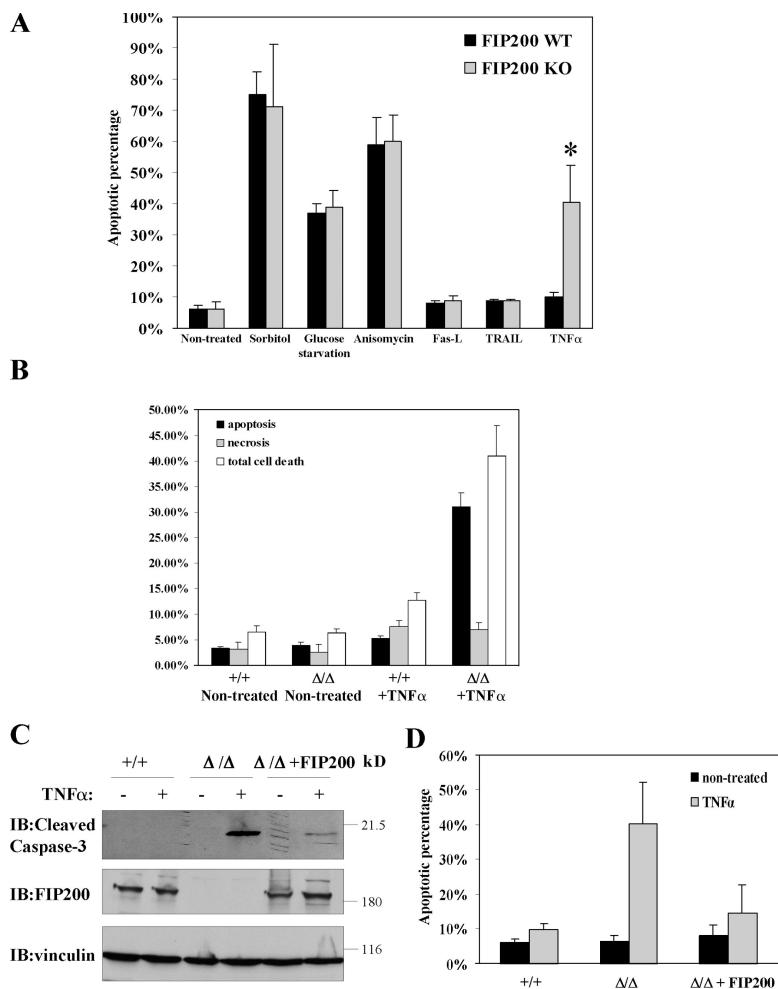 A
100%
90%
80%
70%
60%
50%
40%
30%
20%
10%
0%
Apoptotic percentage
FIP200 WT
FIP200 KO
*
Non-treated Sorbitol Glucose starvation Anisomycin Fas-L TRAIL TNFα
B
50.00%
45.00%
40.00%
35.00%
30.00%
25.00%
20.00%
15.00%
10.00%
5.00%
0.00%
apoptosis
necrosis
total cell death
+/+ Δ/Δ +/+ Δ/Δ
Non-treated Non-treated +TNFα +TNFα
C
+/+ Δ/Δ Δ/Δ+FIP200 kD
TNFα: - + - + - +
IB:Cleaved
Caspase-3
21.5
IB:FIP200
180
IB:vinculin
116
D
60%
50%
40%
30%
20%
10%
0%
Apoptotic percentage
non-treated
TNFα
+/+ Δ/Δ Δ/Δ + FIP200